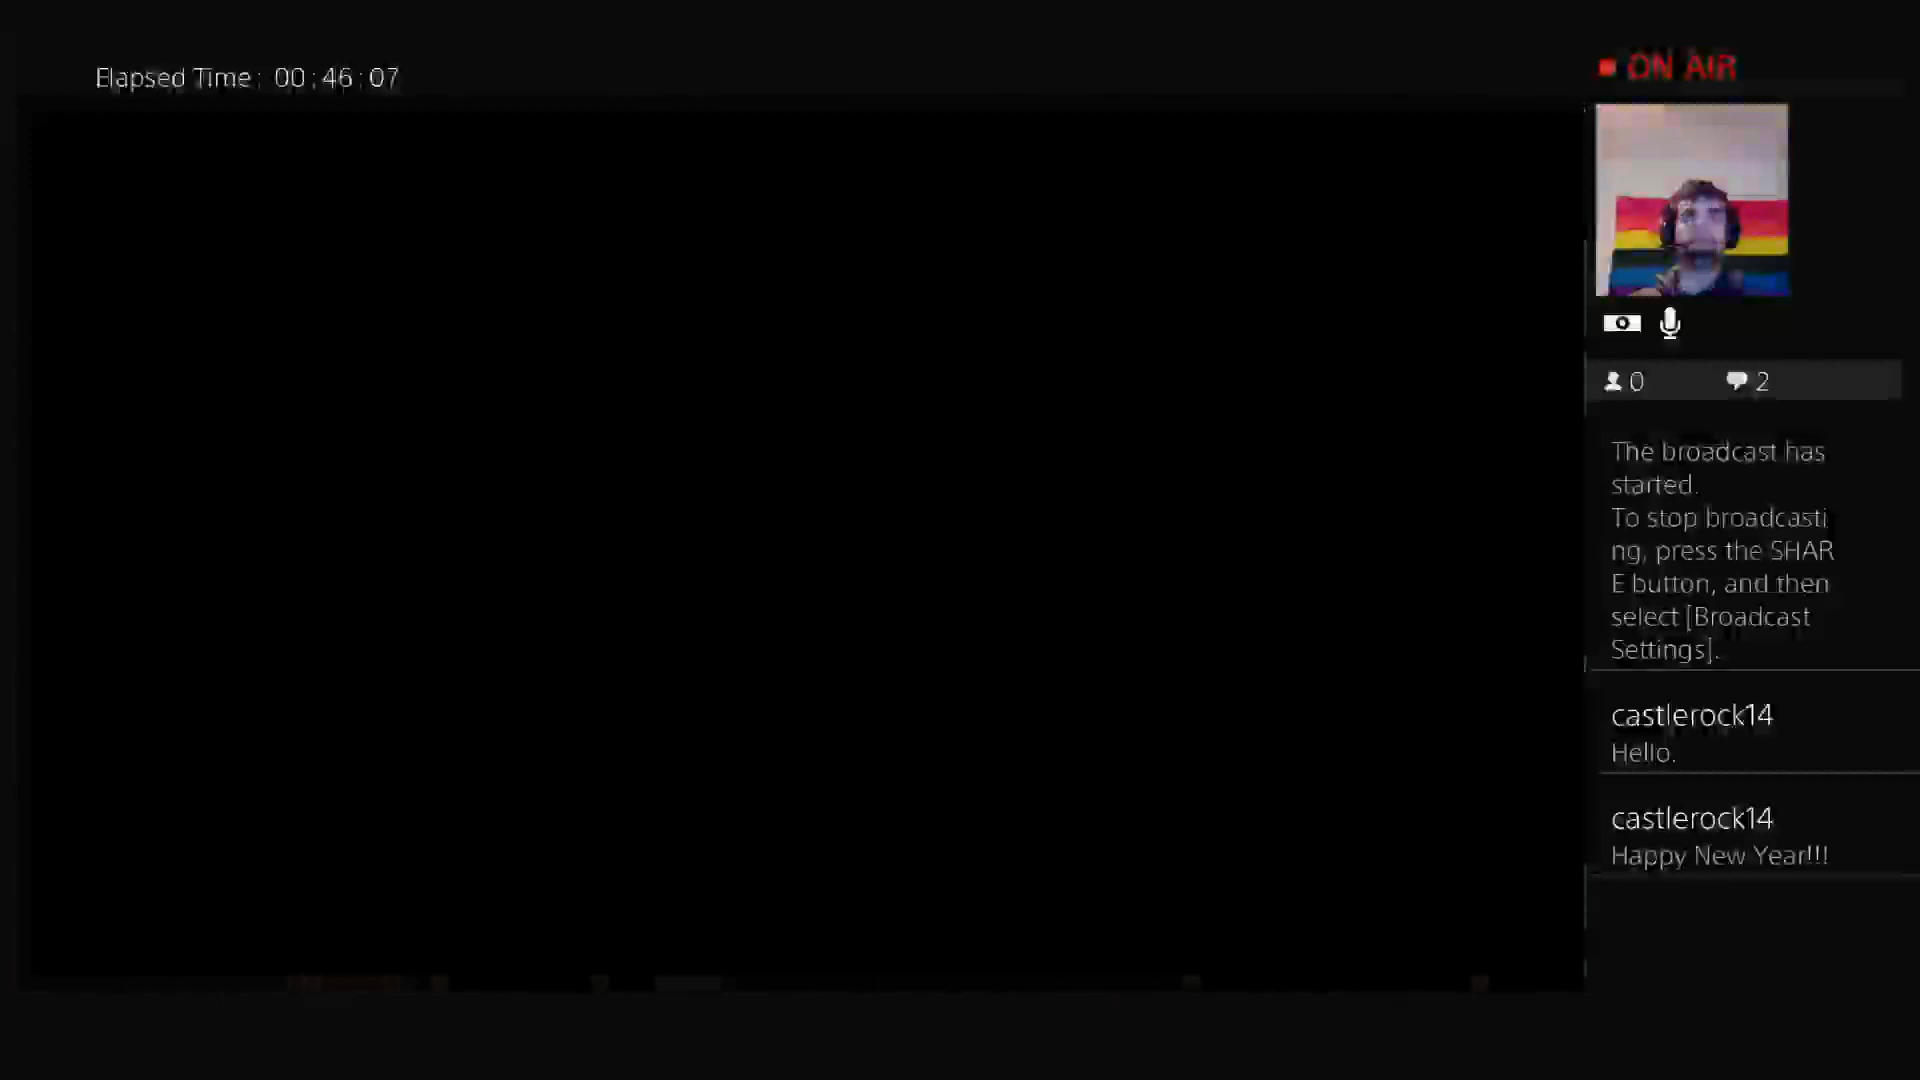 Elapsed Time : 00 : 46 : 07
ON AIR
0
2
The broadcast has
started.
To stop broadcasti
ng, press the SHAR
E button, and then
select [Broadcast
Settings].
castlerock14
Hello.
castlerock14
Happy New Year!!!